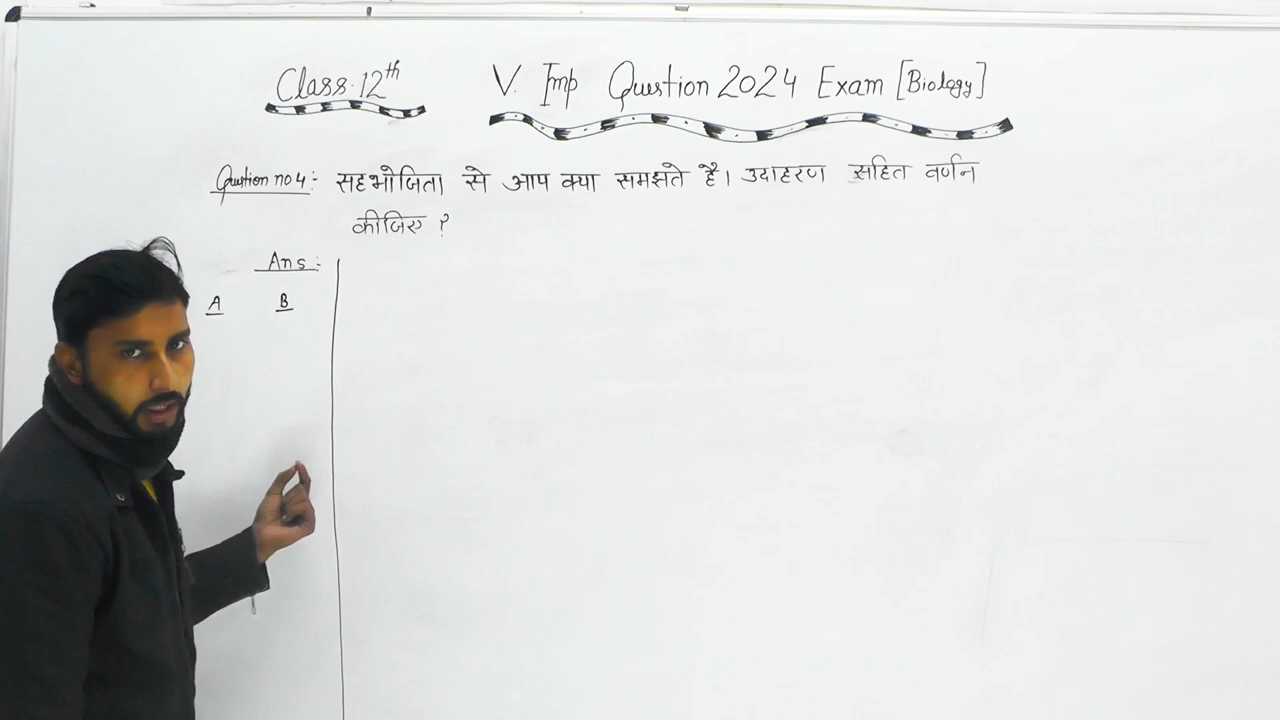 Class:12th V. Imp Question 2024 Exam [Biology]
Question no 4:- सहभोजिता से आप क्या समझते है। उदाहरण सहित वर्णन
कीजिए ?
Ans :-
A B